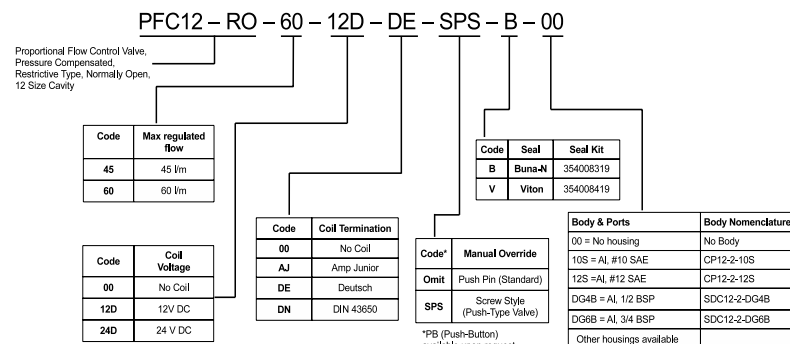 PFC12 – RO – 60 – 12D – DE – SPS – B – 00
Proportional Flow Control Valve,
Pressure Compensated,
Restrictive Type, Normally Open,
12 Size Cavity
Code Max regulated flow
45 45 l/m
60 60 l/m
Code Coil Voltage
00 No Coil
12D 12V DC
24D 24 V DC
Code Coil Termination
00 No Coil
AJ Amp Junior
DE Deutsch
DN DIN 43650
Code* Manual Override
Omit Push Pin (Standard)
SPS Screw Style (Push-Type Valve)
*PB (Push-Button)
available upon request
Code Seal Seal Kit
B Buna-N 354008319
V Viton 354008419
Body & Ports Body Nomenclature
00 = No housing No Body
10S = Al, #10 SAE CP12-2-10S
12S =Al, #12 SAE CP12-2-12S
DG4B = Al, 1/2 BSP SDC12-2-DG4B
DG6B = Al, 3/4 BSP SDC12-2-DG6B
Other housings available